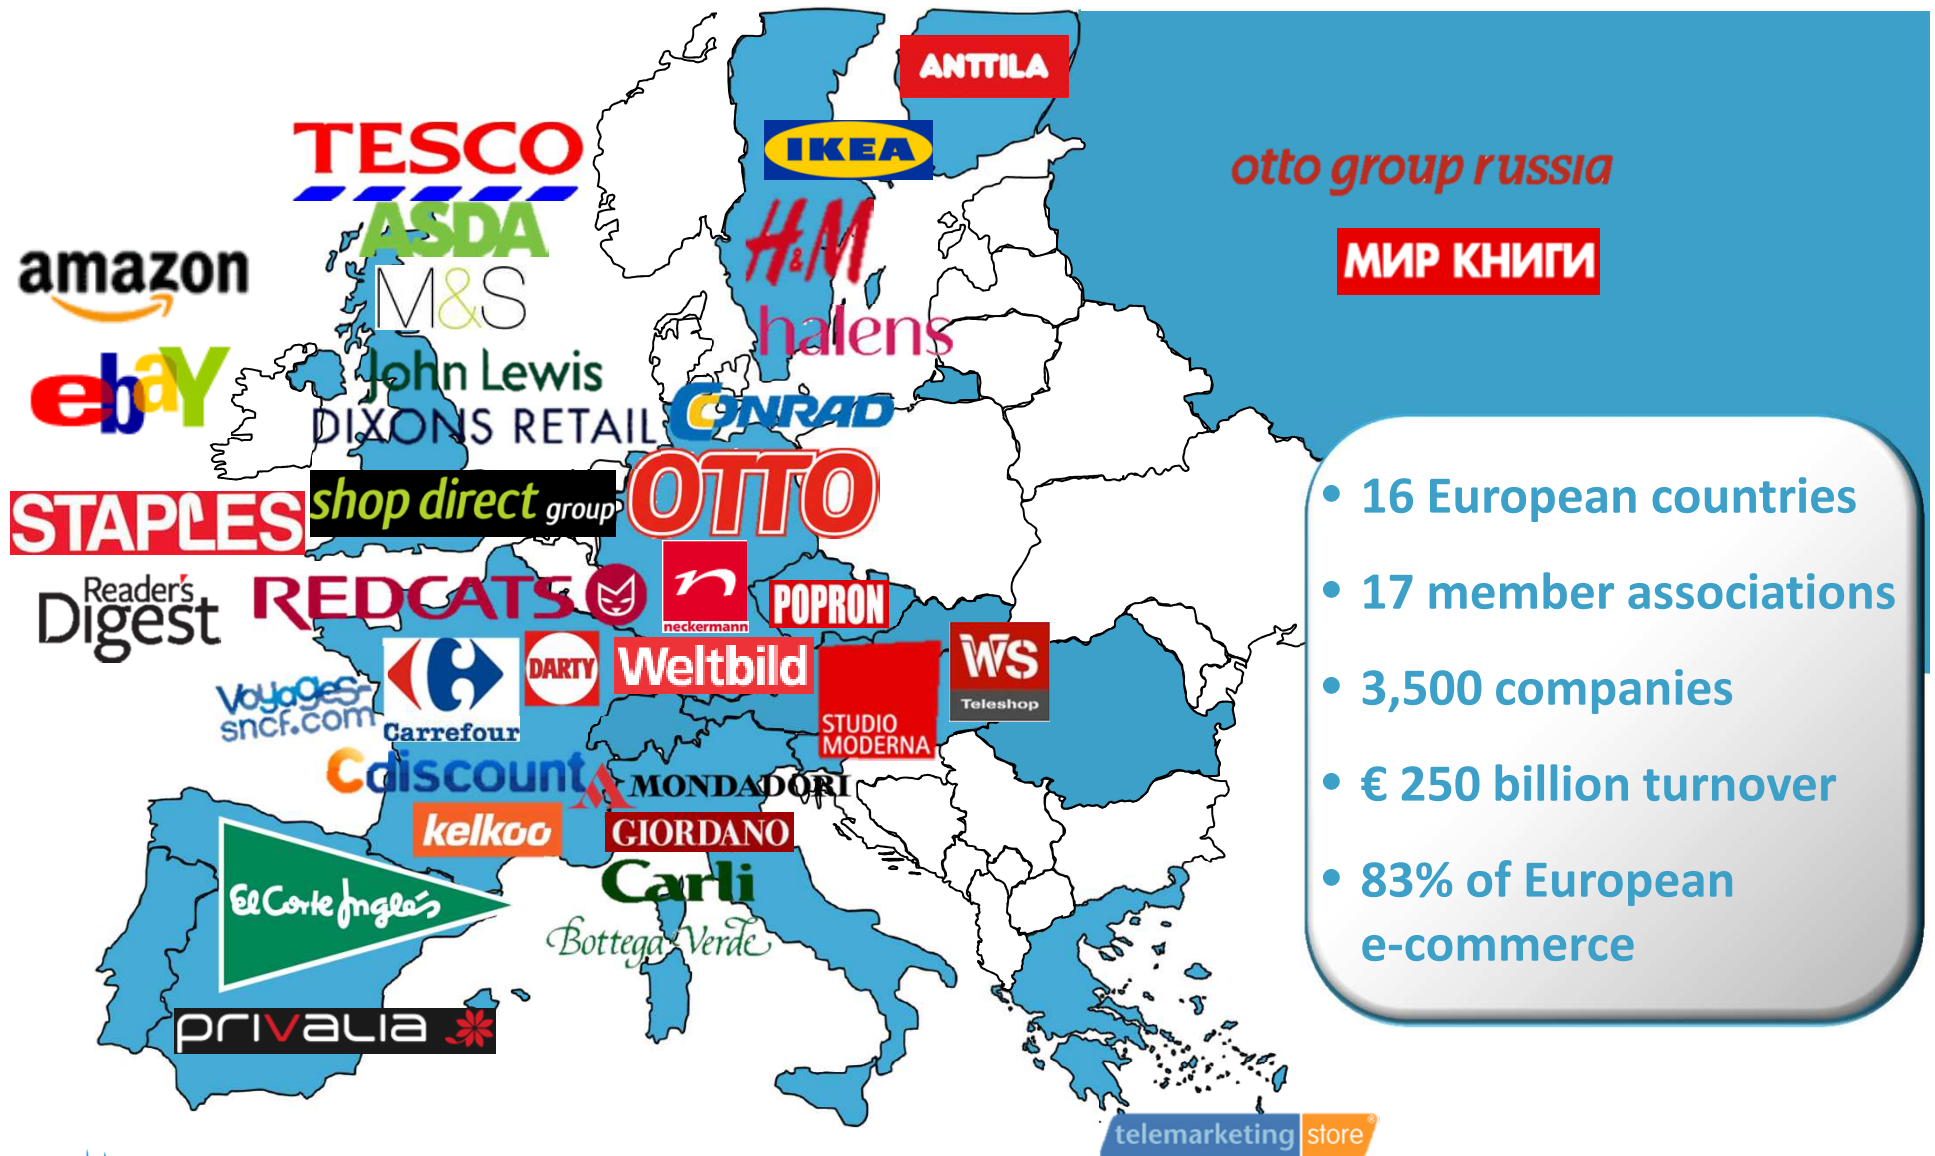 ANTTILA
TESCO
IKEA
otto group russia
ASDA
H&M
МИР КНИГИ
amazon
M&S
halens
ebaY
John Lewis
CONRAD
DIXONS RETAIL
OTTO
STAPLES
shop direct group
• 16 European countries
• 17 member associations
• 3,500 companies
• € 250 billion turnover
• 83% of European
e-commerce
Reader's
Digest
REDCATS
n
neckermann
POPRON
WS
Teleshop
DARTY
Weltbild
Voyages-
sncf.com
Carrefour
STUDIO
MODERNA
Cdiscount
MONDADORI
kelkoo
GIORDANO
Carli
El Corte Inglés
Bottega Verde
privalia
telemarketing store®